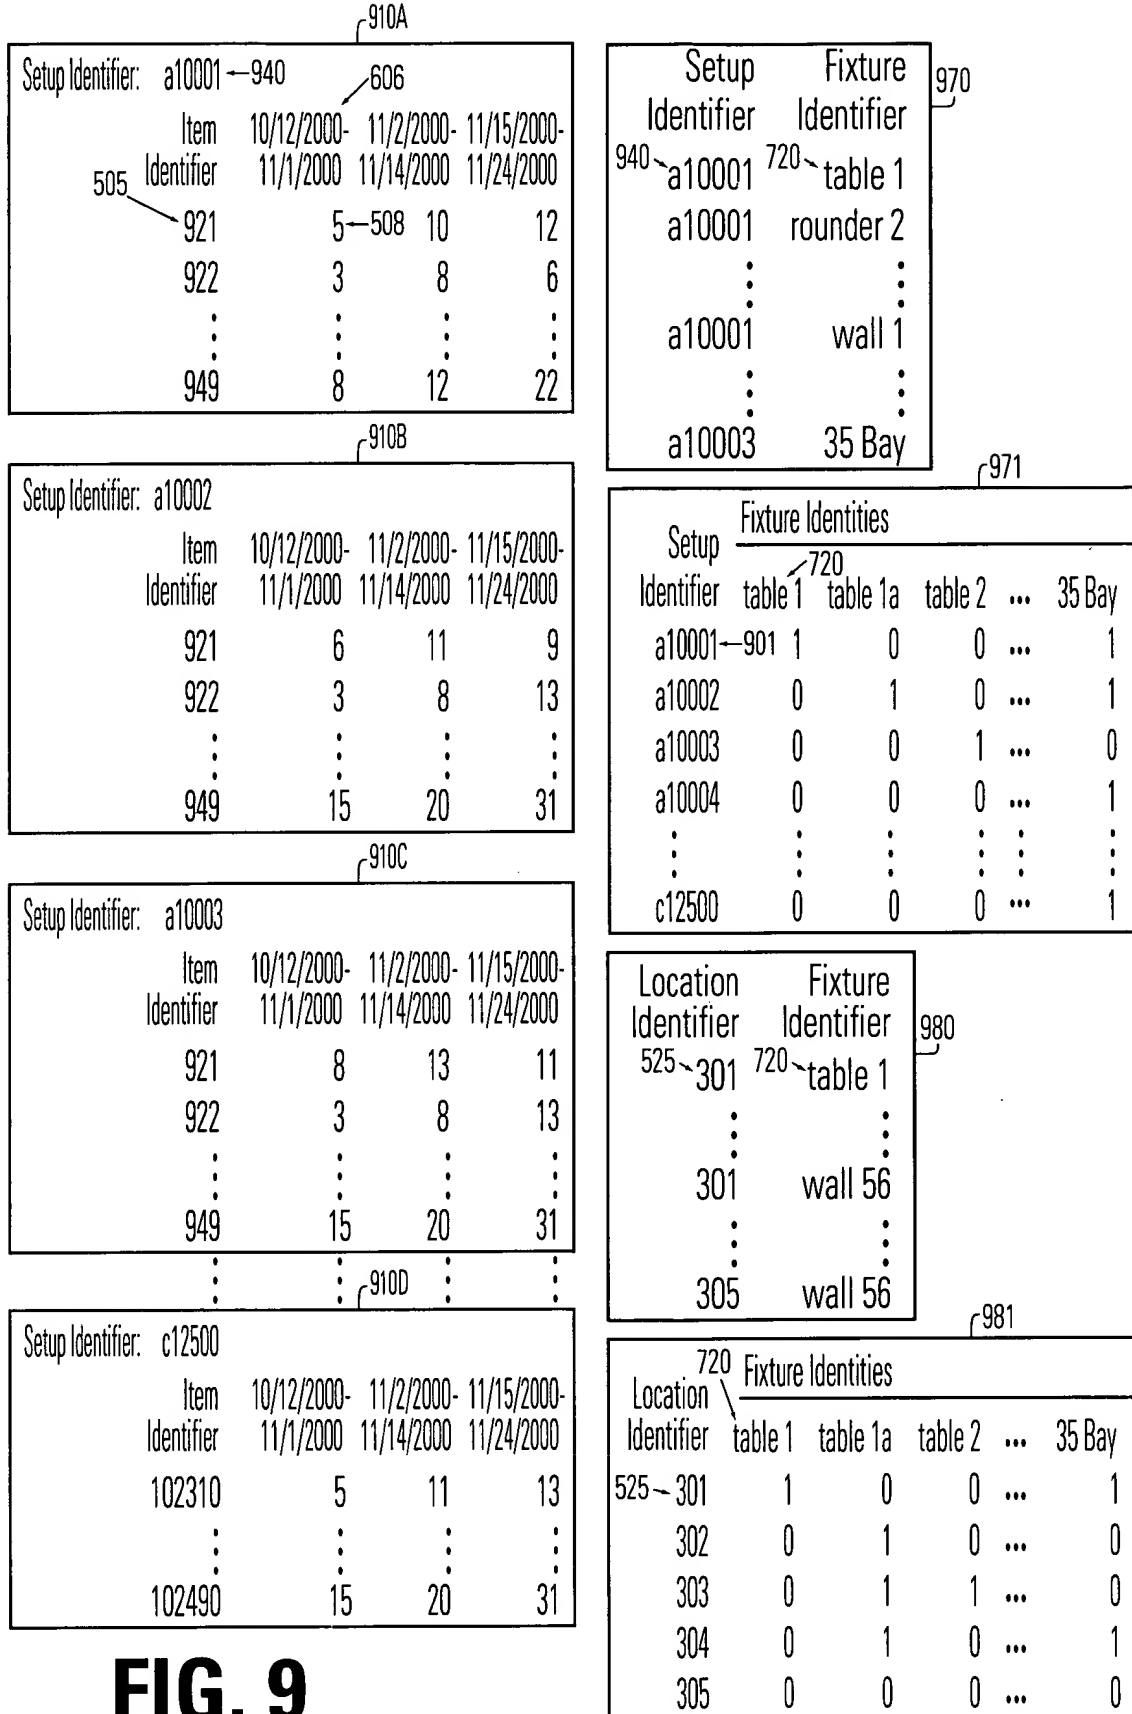 910A
Setup Identifier: a10001 940
606
Item 10/12/2000- 11/2/2000- 11/15/2000-
Identifier 11/1/2000 11/14/2000 11/24/2000
505
921 5 508 10 12
922 3 8 6
949 8 12 22
910B
Setup Identifier: a10002
Item 10/12/2000- 11/2/2000- 11/15/2000-
Identifier 11/1/2000 11/14/2000 11/24/2000
921 6 11 9
922 3 8 13
949 15 20 31
910C
Setup Identifier: a10003
Item 10/12/2000- 11/2/2000- 11/15/2000-
Identifier 11/1/2000 11/14/2000 11/24/2000
921 8 13 11
922 3 8 13
949 15 20 31
910D
Setup Identifier: c12500
Item 10/12/2000- 11/2/2000- 11/15/2000-
Identifier 11/1/2000 11/14/2000 11/24/2000
102310 5 11 13
102490 15 20 31
FIG. 9
Setup Fixture
970
Identifier Identifier
940 a10001 720 table 1
a10001 rounder 2
a10001 wall 1
a10003 35 Bay
971
Fixture Identities
Setup
720
Identifier table 1 table 1a table 2 ... 35 Bay
a10001 901 1 0 0 ... 1
a10002 0 1 0 ... 1
a10003 0 0 1 ... 0
a10004 0 0 0 ... 1
c12500 0 0 0 ... 1
Location Fixture
Identifier Identifier
980
525 301 720 table 1
301 wall 56
305 wall 56
981
720 Fixture Identities
Location
Identifier table 1 table 1a table 2 ... 35 Bay
525 301 1 0 0 ... 1
302 0 1 0 ... 0
303 0 1 1 ... 0
304 0 1 0 ... 1
305 0 0 0 ... 0